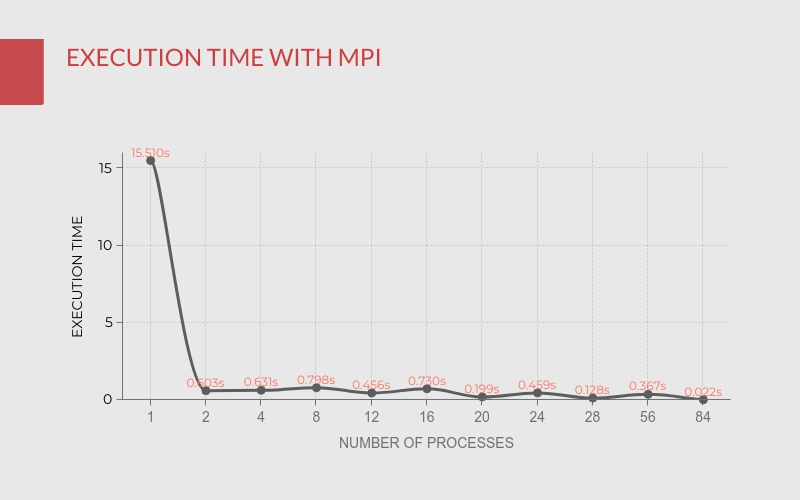 EXECUTION TIME WITH MPI
15.510s
15
10
EXECUTION TIME
5
0.603s 0.631s 0.798s 0.456s 0.730s 0.199s 0.459s 0.128s 0.367s 0.022s
0
1 2 4 8 12 16 20 24 28 56 84
NUMBER OF PROCESSES